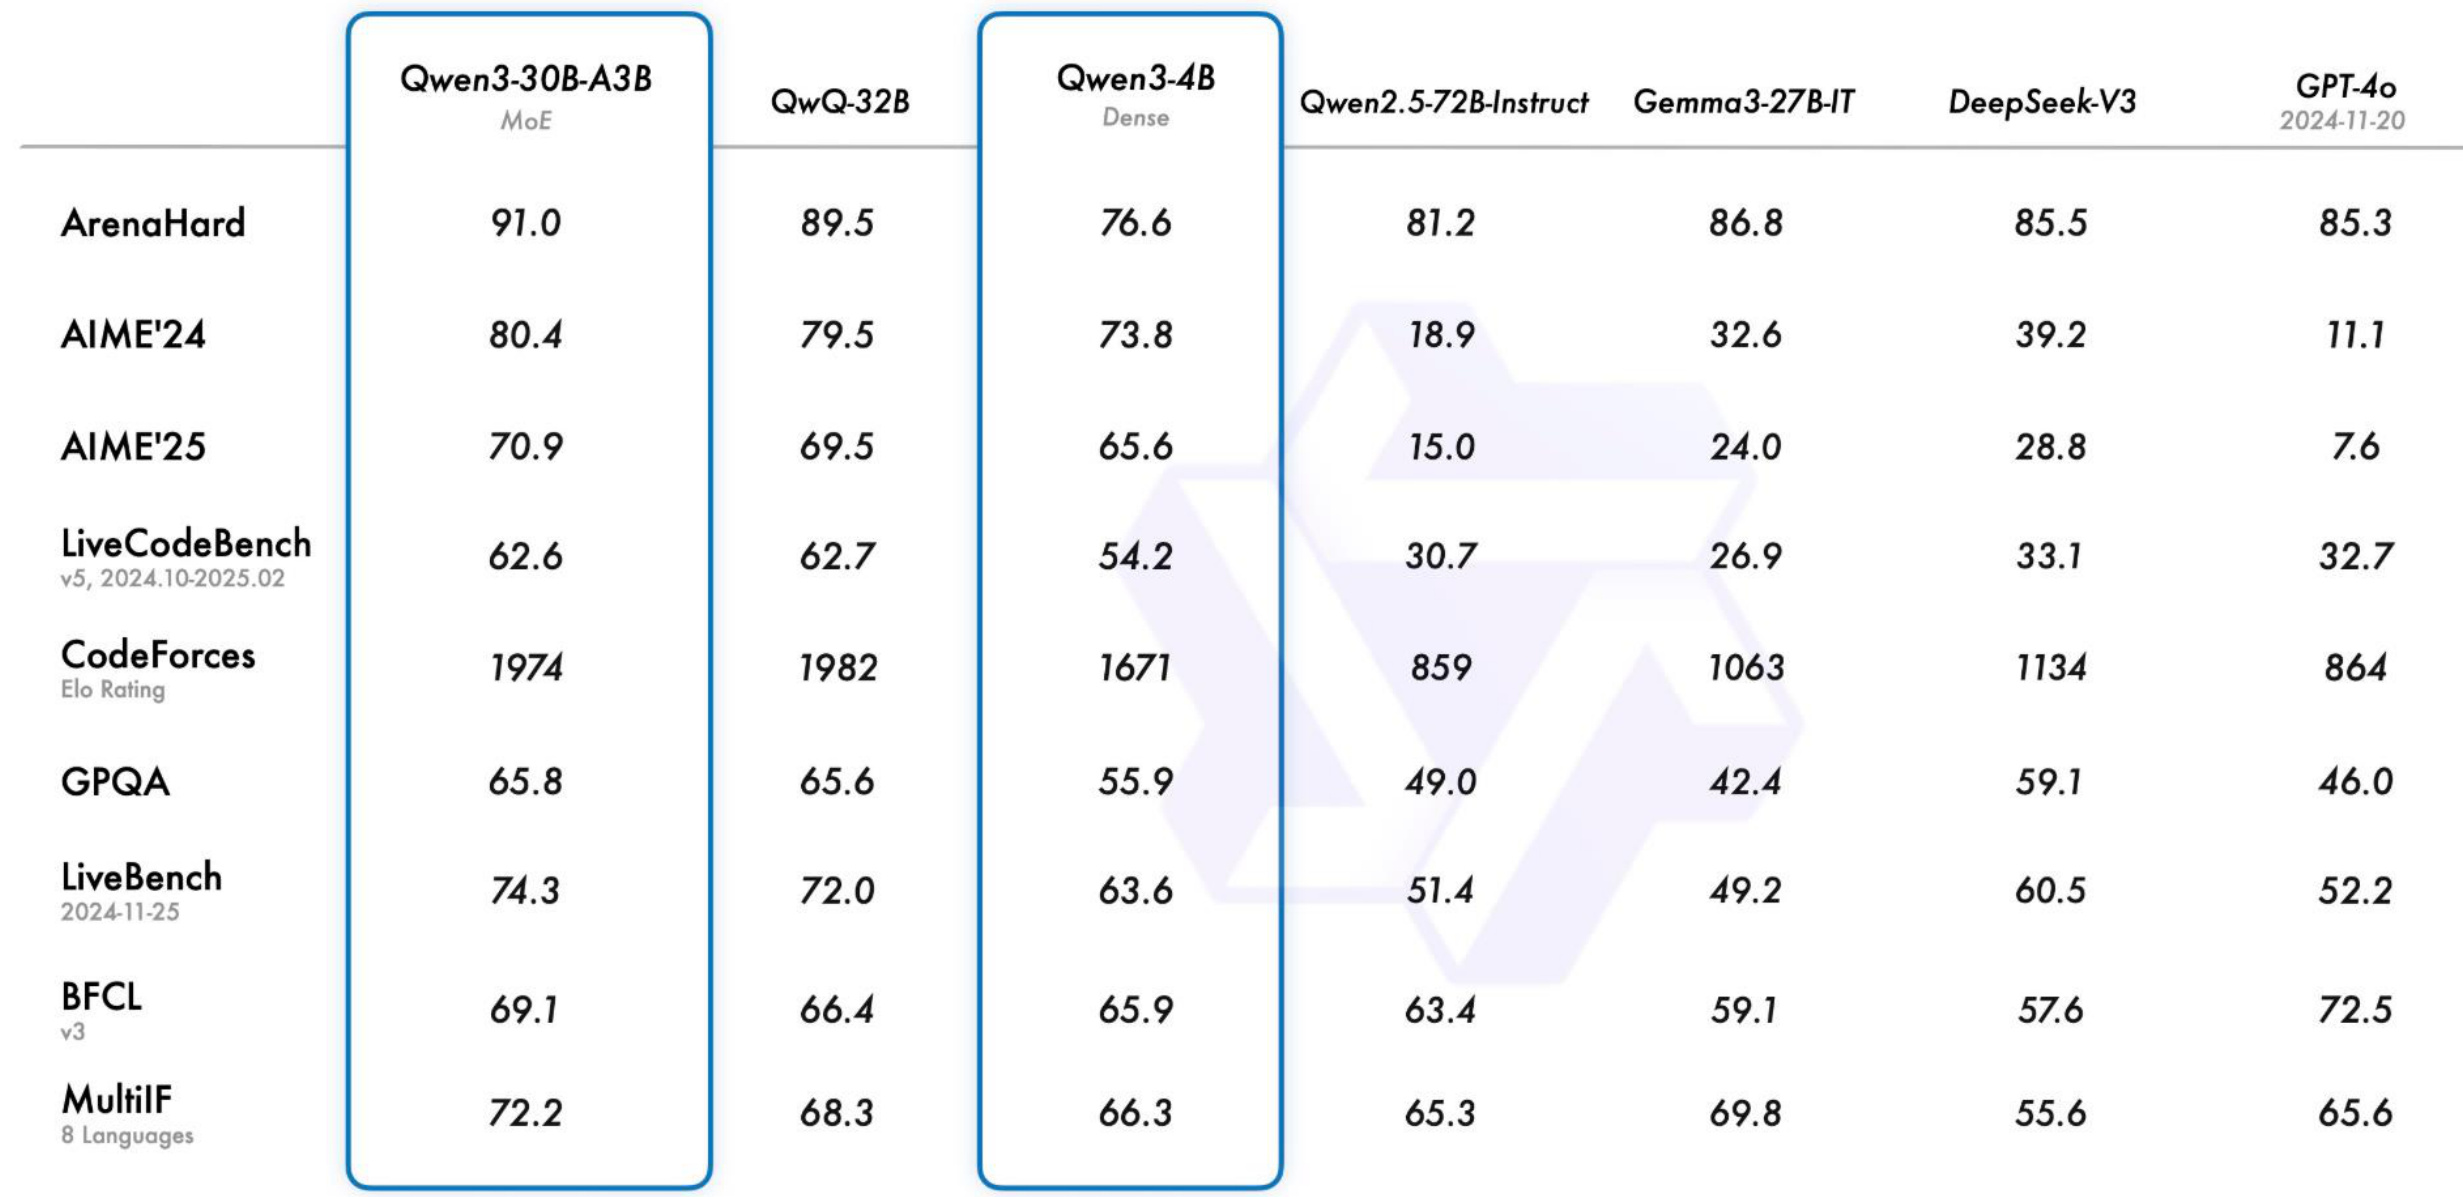 Qwen3-30B-A3B QwQ-32B Qwen3-4B Qwen2.5-72B-Instruct Gemma3-27B-IT DeepSeek-V3 GPT-4o
MoE Dense 2024-11-20
ArenaHard 91.0 89.5 76.6 81.2 86.8 85.5 85.3
AIME'24 80.4 79.5 73.8 18.9 32.6 39.2 11.1
AIME'25 70.9 69.5 65.6 15.0 24.0 28.8 7.6
LiveCodeBench 62.6 62.7 54.2 30.7 26.9 33.1 32.7
v5, 2024.10-2025.02
CodeForces 1974 1982 1671 859 1063 1134 864
Elo Rating
GPQA 65.8 65.6 55.9 49.0 42.4 59.1 46.0
LiveBench 74.3 72.0 63.6 51.4 49.2 60.5 52.2
2024-11-25
BFCL 69.1 66.4 65.9 63.4 59.1 57.6 72.5
v3
MultiIF 72.2 68.3 66.3 65.3 69.8 55.6 65.6
8 Languages